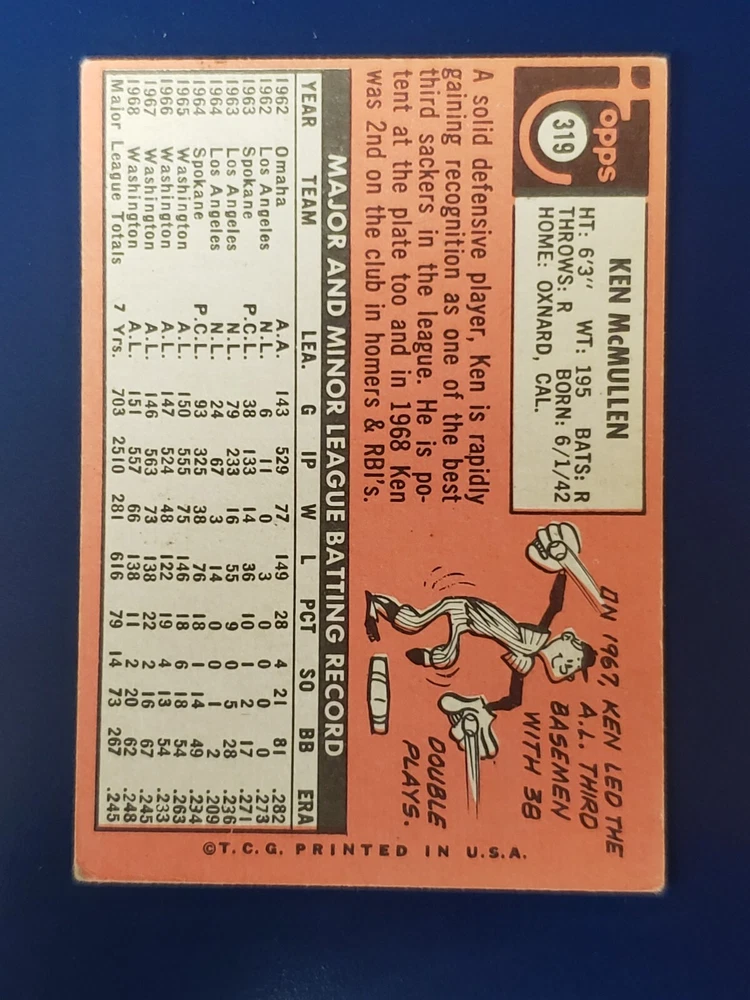 Topps
319
KEN McMULLEN
HT: 6'3" WT: 195 BATS: R
THROWS: R BORN: 6/1/42
HOME: OXNARD, CAL.
A solid defensive player, Ken is rapidly
gaining recognition as one of the best
third sackers in the league. He is po-
tent at the plate too and in 1968 Ken
was 2nd on the club in homers & RBI's.
IN 1967, KEN LED THE
A.L. THIRD
BASEMEN
WITH 38
DOUBLE
PLAYS.
MAJOR AND MINOR LEAGUE BATTING RECORD
YEAR TEAM LEA. G IP W L PCT SO BB ERA
1962 Omaha A.A. 143 529 77 149 28 4 21 81 .282
1962 Los Angeles N.L. 6 11 0 3 0 0 0 0 .273
1963 Spokane P.C.L. 38 133 14 36 10 1 2 17 .271
1963 Los Angeles N.L. 79 233 16 55 9 0 5 28 .236
1964 Los Angeles N.L. 24 67 3 14 0 0 1 2 .209
1964 Spokane P.C.L. 93 325 38 76 18 1 14 49 .234
1965 Washington A.L. 150 555 75 146 18 6 18 54 .263
1966 Washington A.L. 147 524 48 122 19 4 13 54 .233
1967 Washington A.L. 146 563 73 138 22 2 16 67 .245
1968 Washington A.L. 151 557 66 138 11 2 20 62 .248
Major League Totals 7 Yrs. 703 2510 281 616 79 14 73 267 .245
©T.C.G. PRINTED IN U.S.A.